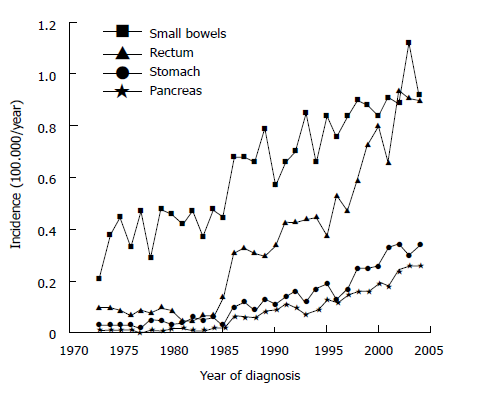 1.2
1.0
0.8
0.6
0.4
0.2
0
Incidence (100.000/year)
Small bowels
Rectum
Stomach
Pancreas
1970 1975 1980 1985 1990 1995 2000 2005
Year of diagnosis